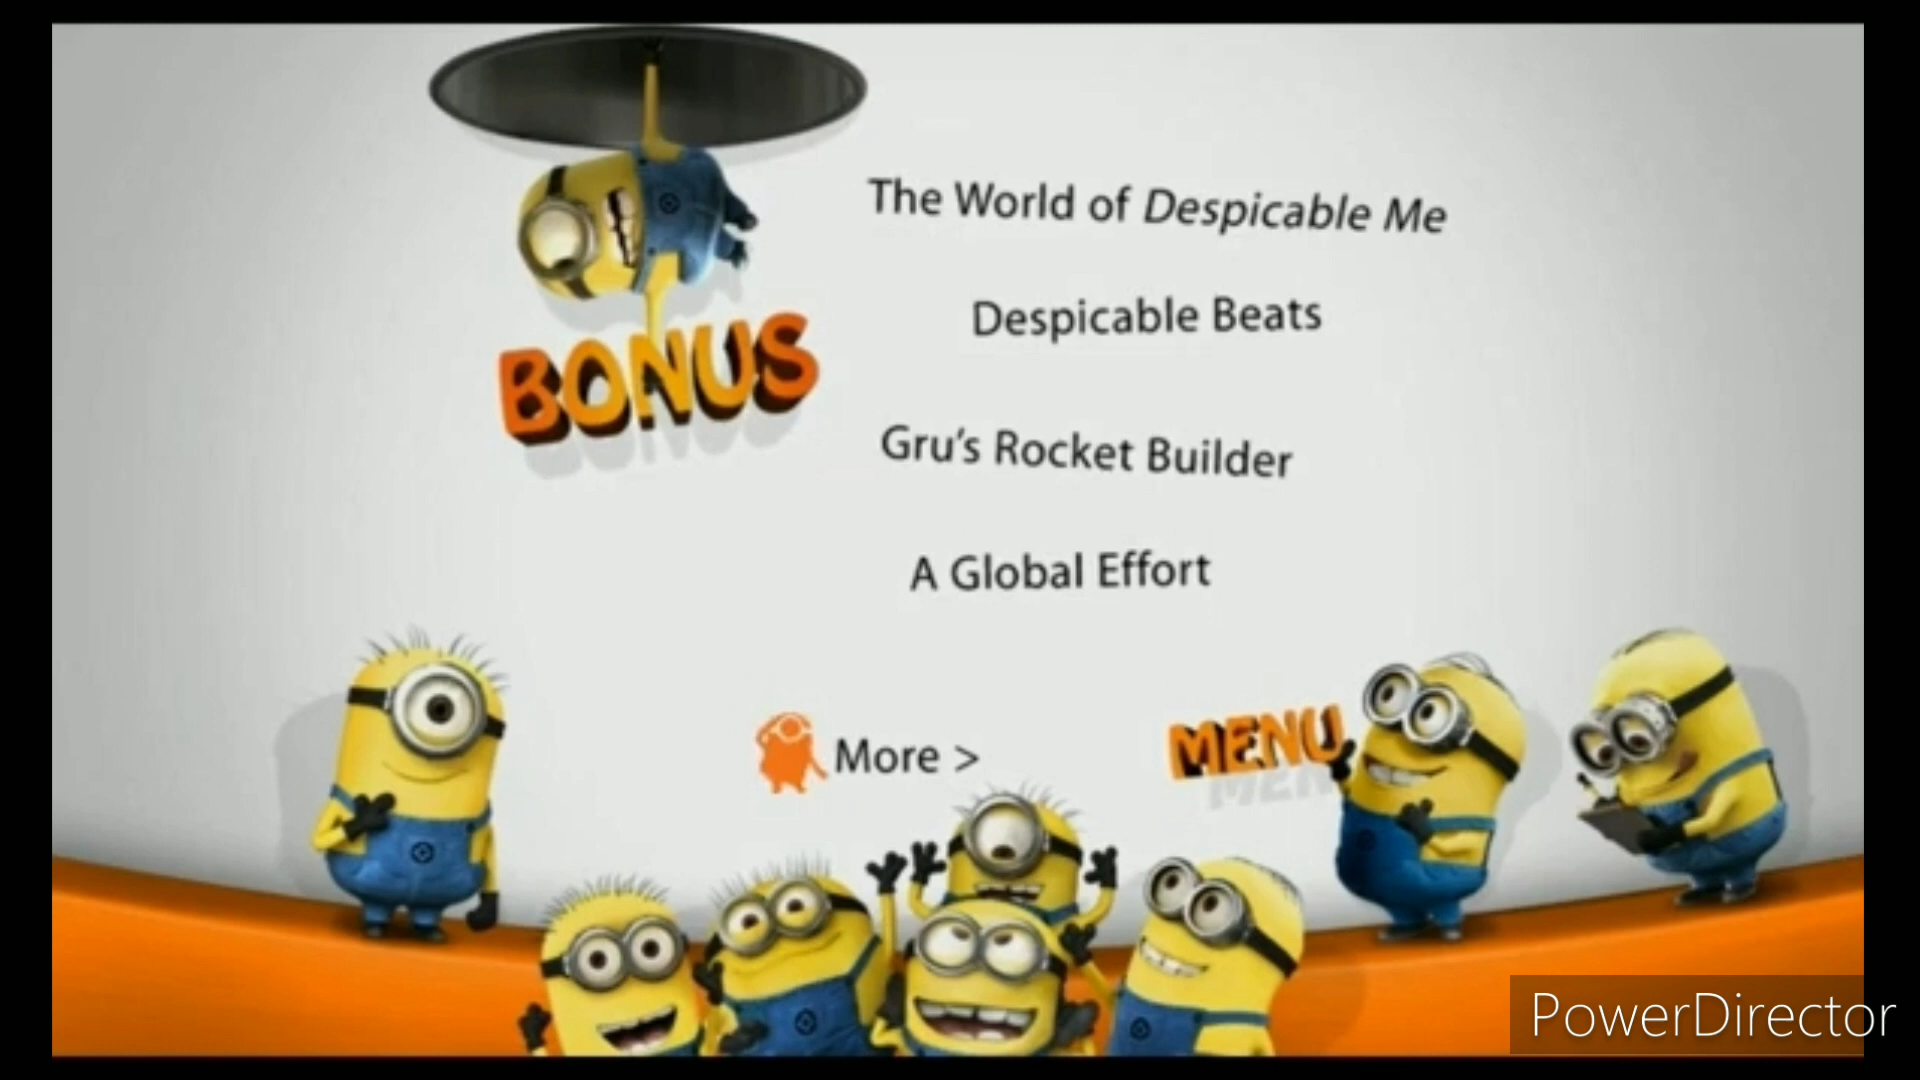 The World of Despicable Me
BONUS
Despicable Beats
Gru's Rocket Builder
A Global Effort
More >
MENU
PowerDirector